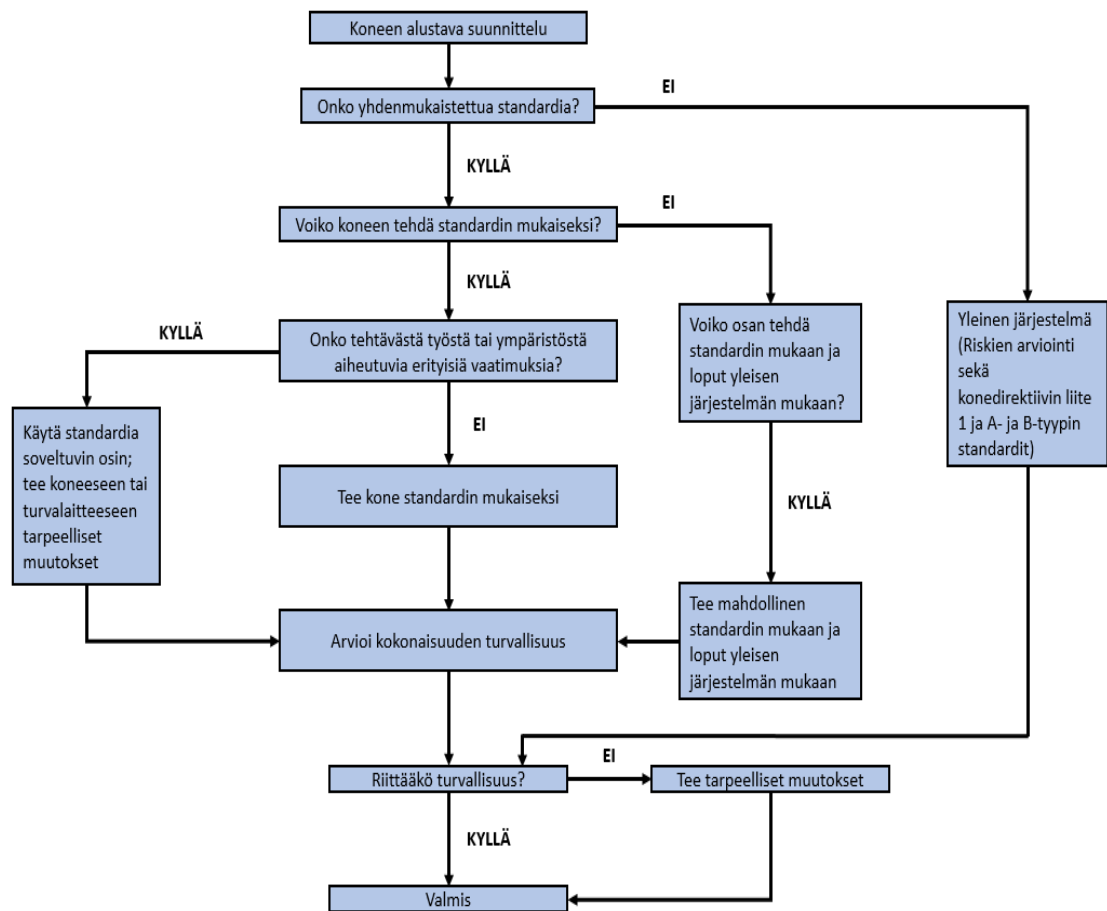 Koneen alustava suunnittelu
EI
Onko yhdenmukaistettua standardia?
KYLLÄ
EI
Voiko koneen tehdä standardin mukaiseksi?
KYLLÄ
KYLLÄ
Onko tehtävästä työstä tai ympäristöstä
aiheutuvia erityisiä vaatimuksia?
Voiko osan tehdä
standardin mukaan ja
loput yleisen
järjestelmän mukaan?
Yleinen järjestelmä
(Riskien arviointi
sekä
konedirektiivin liite
1 ja A- ja B-tyypin
standardit)
Käytä standardia
soveltuvin osin;
tee koneeseen tai
turvalaitteeseen
tarpeelliset
muutokset
EI
Tee kone standardin mukaiseksi
KYLLÄ
Arvioi kokonaisuuden turvallisuus
Tee mahdollinen
standardin mukaan ja
loput yleisen
järjestelmän mukaan
EI
Riittääkö turvallisuus?
Tee tarpeelliset muutokset
KYLLÄ
Valmis